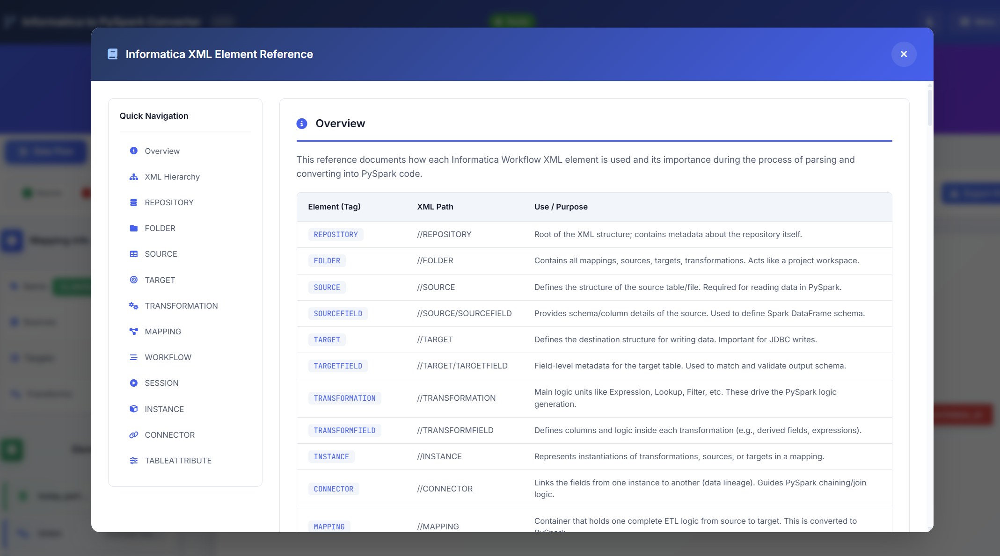 Informatica to PySpark Converter
Informatica XML Element Reference
Quick Navigation
Overview
XML Hierarchy
REPOSITORY
FOLDER
SOURCE
TARGET
TRANSFORMATION
MAPPING
WORKFLOW
SESSION
INSTANCE
CONNECTOR
TABLEATTRIBUTE
Overview
This reference documents how each Informatica Workflow XML element is used and its importance during the process of parsing and
converting into PySpark code.
Element (Tag) XML Path Use / Purpose
REPOSITORY //REPOSITORY Root of the XML structure; contains metadata about the repository itself.
FOLDER //FOLDER Contains all mappings, sources, targets, transformations. Acts like a project workspace.
SOURCE //SOURCE Defines the structure of the source table/file. Required for reading data in PySpark.
SOURCEFIELD //SOURCE/SOURCEFIELD Provides schema/column details of the source. Used to define Spark DataFrame schema.
TARGET //TARGET Defines the destination structure for writing data. Important for JDBC writes.
TARGETFIELD //TARGET/TARGETFIELD Field-level metadata for the target table. Used to match and validate output schema.
TRANSFORMATION //TRANSFORMATION Main logic units like Expression, Lookup, Filter, etc. These drive the PySpark logic
generation.
TRANSFORMFIELD //TRANSFORMFIELD Defines columns and logic inside each transformation (e.g., derived fields, expressions).
INSTANCE //INSTANCE Represents instantiations of transformations, sources, or targets in a mapping.
CONNECTOR //CONNECTOR Links the fields from one instance to another (data lineage). Guides PySpark chaining/join
logic.
MAPPING //MAPPING Container that holds one complete ETL logic from source to target. This is converted to
PySpark